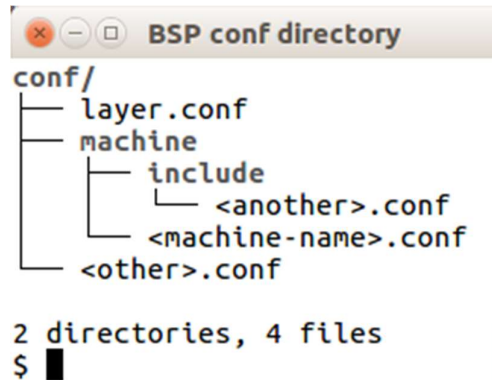 BSP conf directory
conf/
├── layer.conf
├── machine
│   ├── include
│   │   └── <another>.conf
│   └── <machine-name>.conf
└── <other>.conf
2 directories, 4 files
$